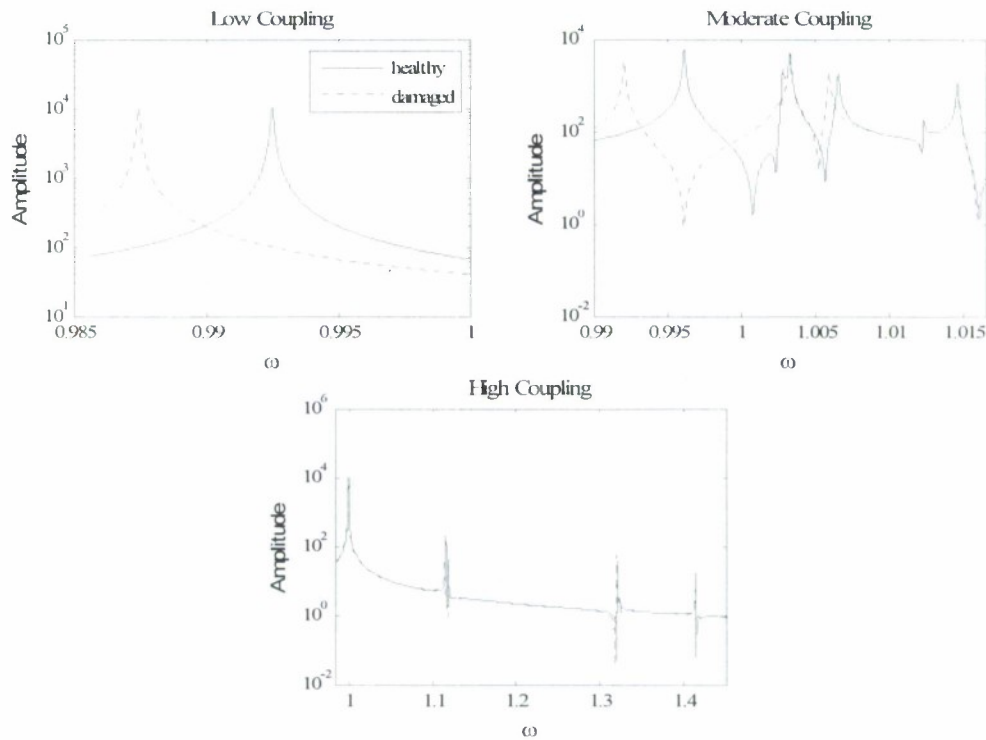 Low Coupling
10^5
10^4
10^3
10^2
10^1
Amplitude
healthy
damaged
0.985 0.99 0.995 1
ω
Moderate Coupling
10^4
10^2
10^0
10^-2
Amplitude
0.99 0.995 1 1.005 1.01 1.015
ω
High Coupling
10^6
10^4
10^2
10^0
10^-2
Amplitude
1 1.1 1.2 1.3 1.4
ω